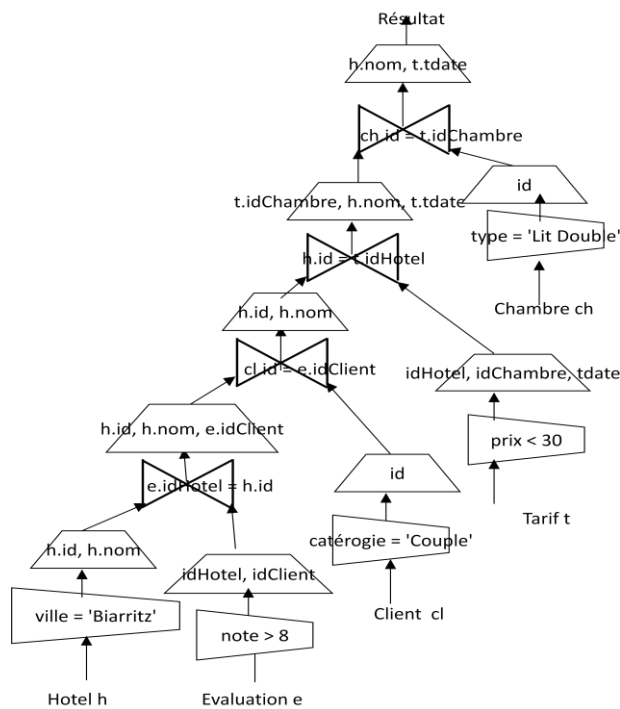 Résultat
h.nom, t.tdate
ch.id = t.idChambre
id
t.idChambre, h.nom, t.tdate
type = 'Lit Double'
h.id = t.idHotel
Chambre ch
h.id, h.nom
cl.id = e.idClient
idHotel, idChambre, tdate
h.id, h.nom, e.idClient
prix < 30
id
e.idHotel = h.id
Tarif t
h.id, h.nom
catérogie = 'Couple'
idHotel, idClient
ville = 'Biarritz'
Client cl
note > 8
Hotel h
Evaluation e